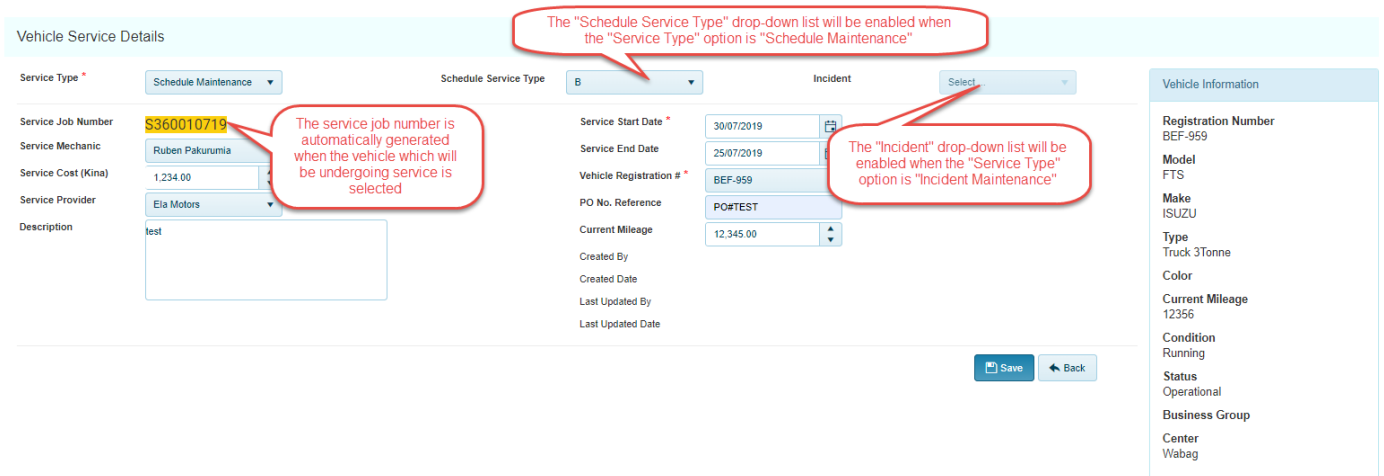 The "Schedule Service Type" drop-down list will be enabled when
the "Service Type" option is "Schedule Maintenance"
Vehicle Service Details
Service Type *
Schedule Maintenance
Schedule Service Type
B
Incident
Select...
Service Job Number
S360010719
Service Mechanic
Ruben Pakurumia
Service Cost (Kina)
1,234.00
Service Provider
Ela Motors
Description
test
The service job number is
automatically generated
when the vehicle which will
be undergoing service is
selected
Service Start Date *
30/07/2019
Service End Date
25/07/2019
Vehicle Registration # *
BEF-959
PO No. Reference
PO#TEST
Current Mileage
12,345.00
Created By
Created Date
Last Updated By
Last Updated Date
The "Incident" drop-down list will be
enabled when the "Service Type"
option is "Incident Maintenance"
Save
Back
Vehicle Information
Registration Number
BEF-959
Model
FTS
Make
ISUZU
Type
Truck 3Tonne
Color
Current Mileage
12356
Condition
Running
Status
Operational
Business Group
Center
Wabag